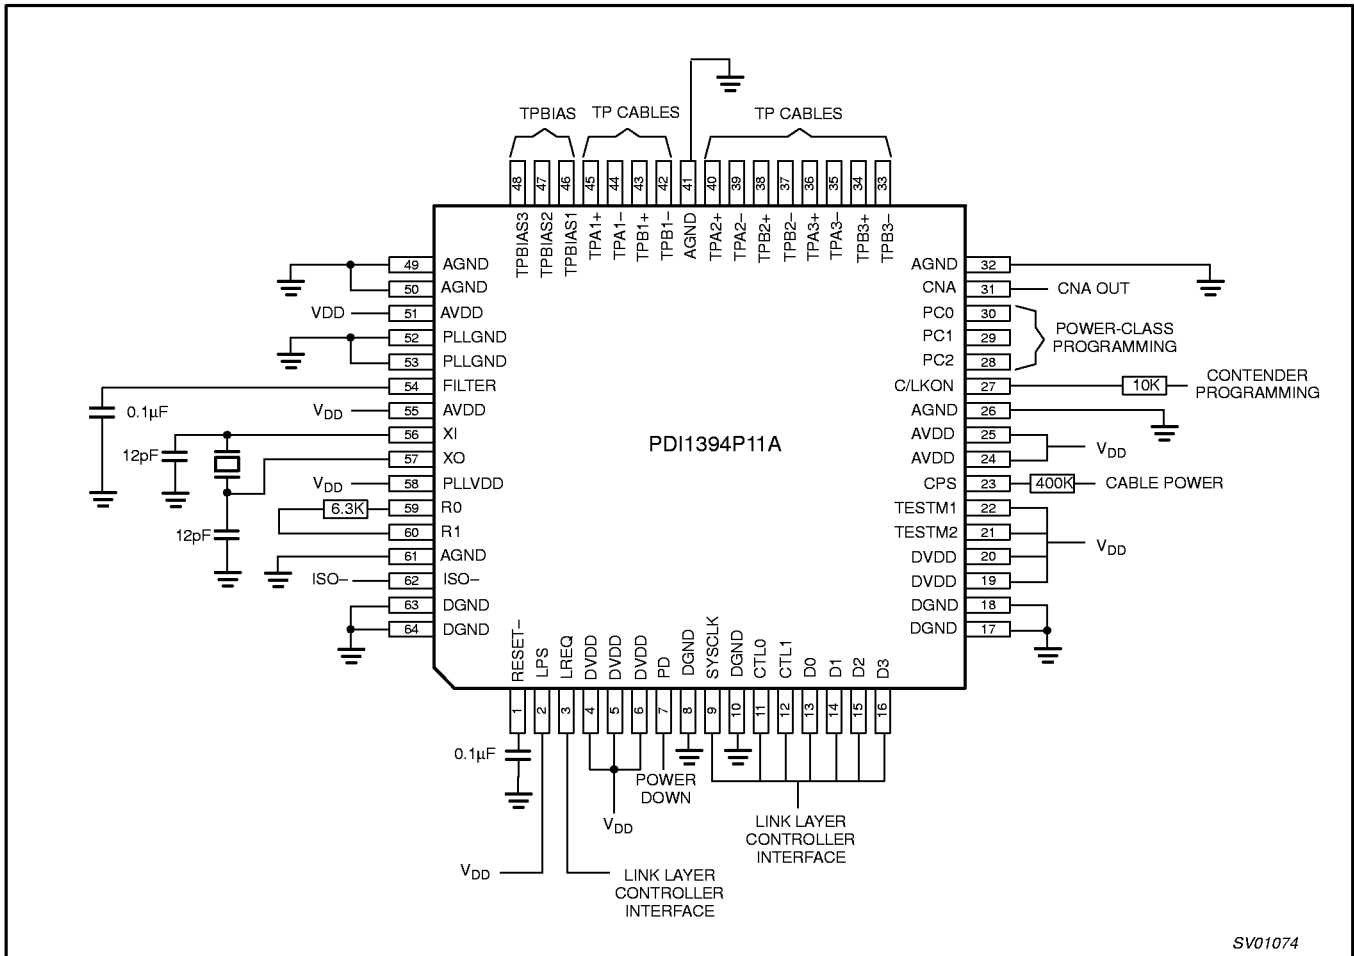 TPBIAS TP CABLES TP CABLES
48 47 46 45 44 43 42 41 40 39 38 37 36 35 34 33
TPBIAS3 TPBIAS2 TPBIAS1 TPA1+ TPA1– TPB1+ TPB1– AGND TPA2+ TPA2– TPB2+ TPB2– TPA3+ TPA3– TPB3+ TPB3–
49 AGND AGND 32
50 AGND CNA 31 CNA OUT
VDD 51 AVDD PC0 30
52 PLLGND PC1 29 POWER-CLASS
PROGRAMMING
53 PLLGND PC2 28
54 FILTER C/LKON 27 10K CONTENDER
PROGRAMMING
0.1µF VDD 55 AVDD AGND 26
56 XI AVDD 25
PDI1394P11A
VDD
12pF 57 XO AVDD 24
VDD 58 PLLVDD CPS 23 400K CABLE POWER
6.3K 59 R0 TESTM1 22
12pF 60 R1 TESTM2 21
VDD
61 AGND DVDD 20
ISO– 62 ISO– DVDD 19
63 DGND DGND 18
64 DGND DGND 17
RESET– LPS LREQ DVDD DVDD DVDD PD DGND SYSCLK DGND CTL0 CTL1 D0 D1 D2 D3
1 2 3 4 5 6 7 8 9 10 11 12 13 14 15 16
0.1µF
POWER
DOWN
VDD
LINK LAYER
CONTROLLER
INTERFACE
VDD
LINK LAYER
CONTROLLER
INTERFACE
SV01074